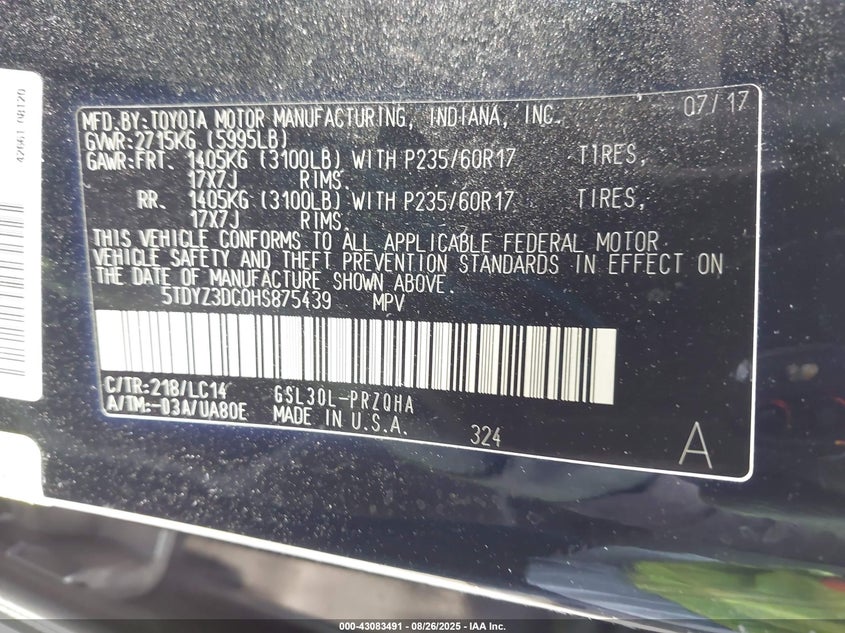 42661-08120
MFD.BY:TOYOTA MOTOR MANUFACTURING, INDIANA, INC. 07/17
GVWR:2715KG (5995LB)
GAWR:FRT. 1405KG (3100LB) WITH P235/60R17 TIRES,
17X7J RIMS.
RR. 1405KG (3100LB) WITH P235/60R17 TIRES,
17X7J RIMS.
THIS VEHICLE CONFORMS TO ALL APPLICABLE FEDERAL MOTOR
VEHICLE SAFETY AND THEFT PREVENTION STANDARDS IN EFFECT ON
THE DATE OF MANUFACTURE SHOWN ABOVE.
5TDYZ3DC0HS875439 MPV
C/TR:218/LC14 GSL30L-PRZQHA
A/TM:-03A/UA80E MADE IN U.S.A.
324
A
000-43083491 - 08/26/2025 - IAA Inc.